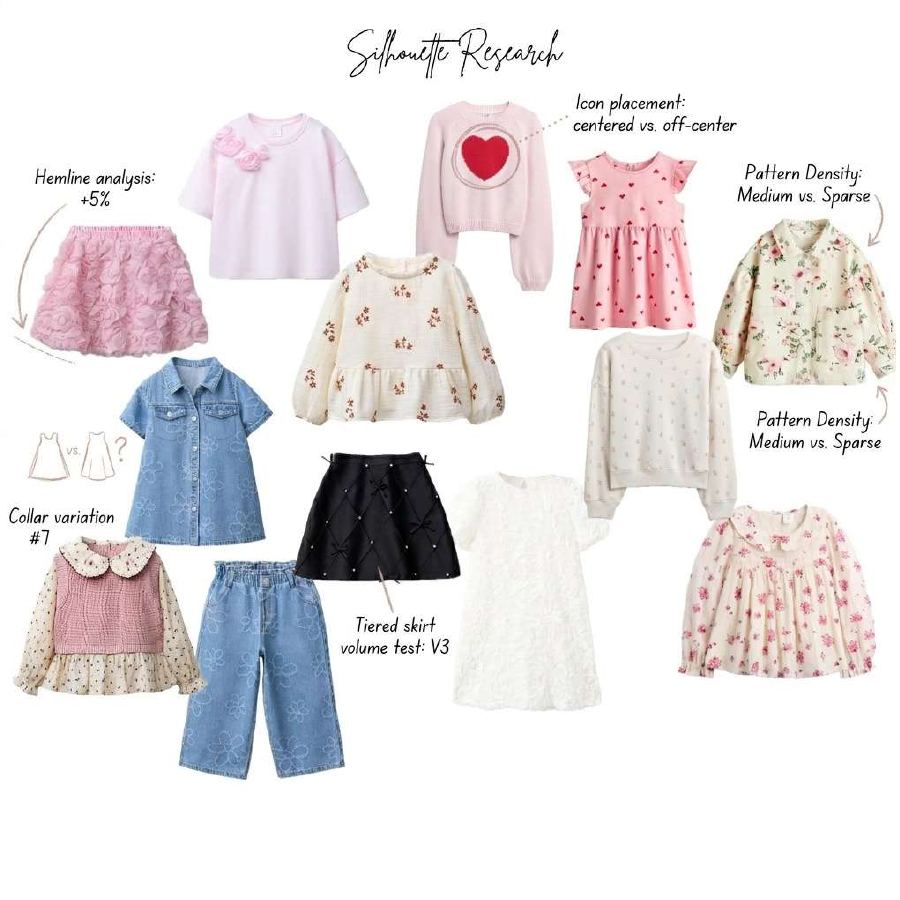 Silhouette Research
Icon placement:
centered vs. off-center
Hemline analysis:
+5%
Pattern Density:
Medium vs. Sparse
Pattern Density:
Medium vs. Sparse
vs. ?
Collar variation
#7
Tiered skirt
volume test: V3